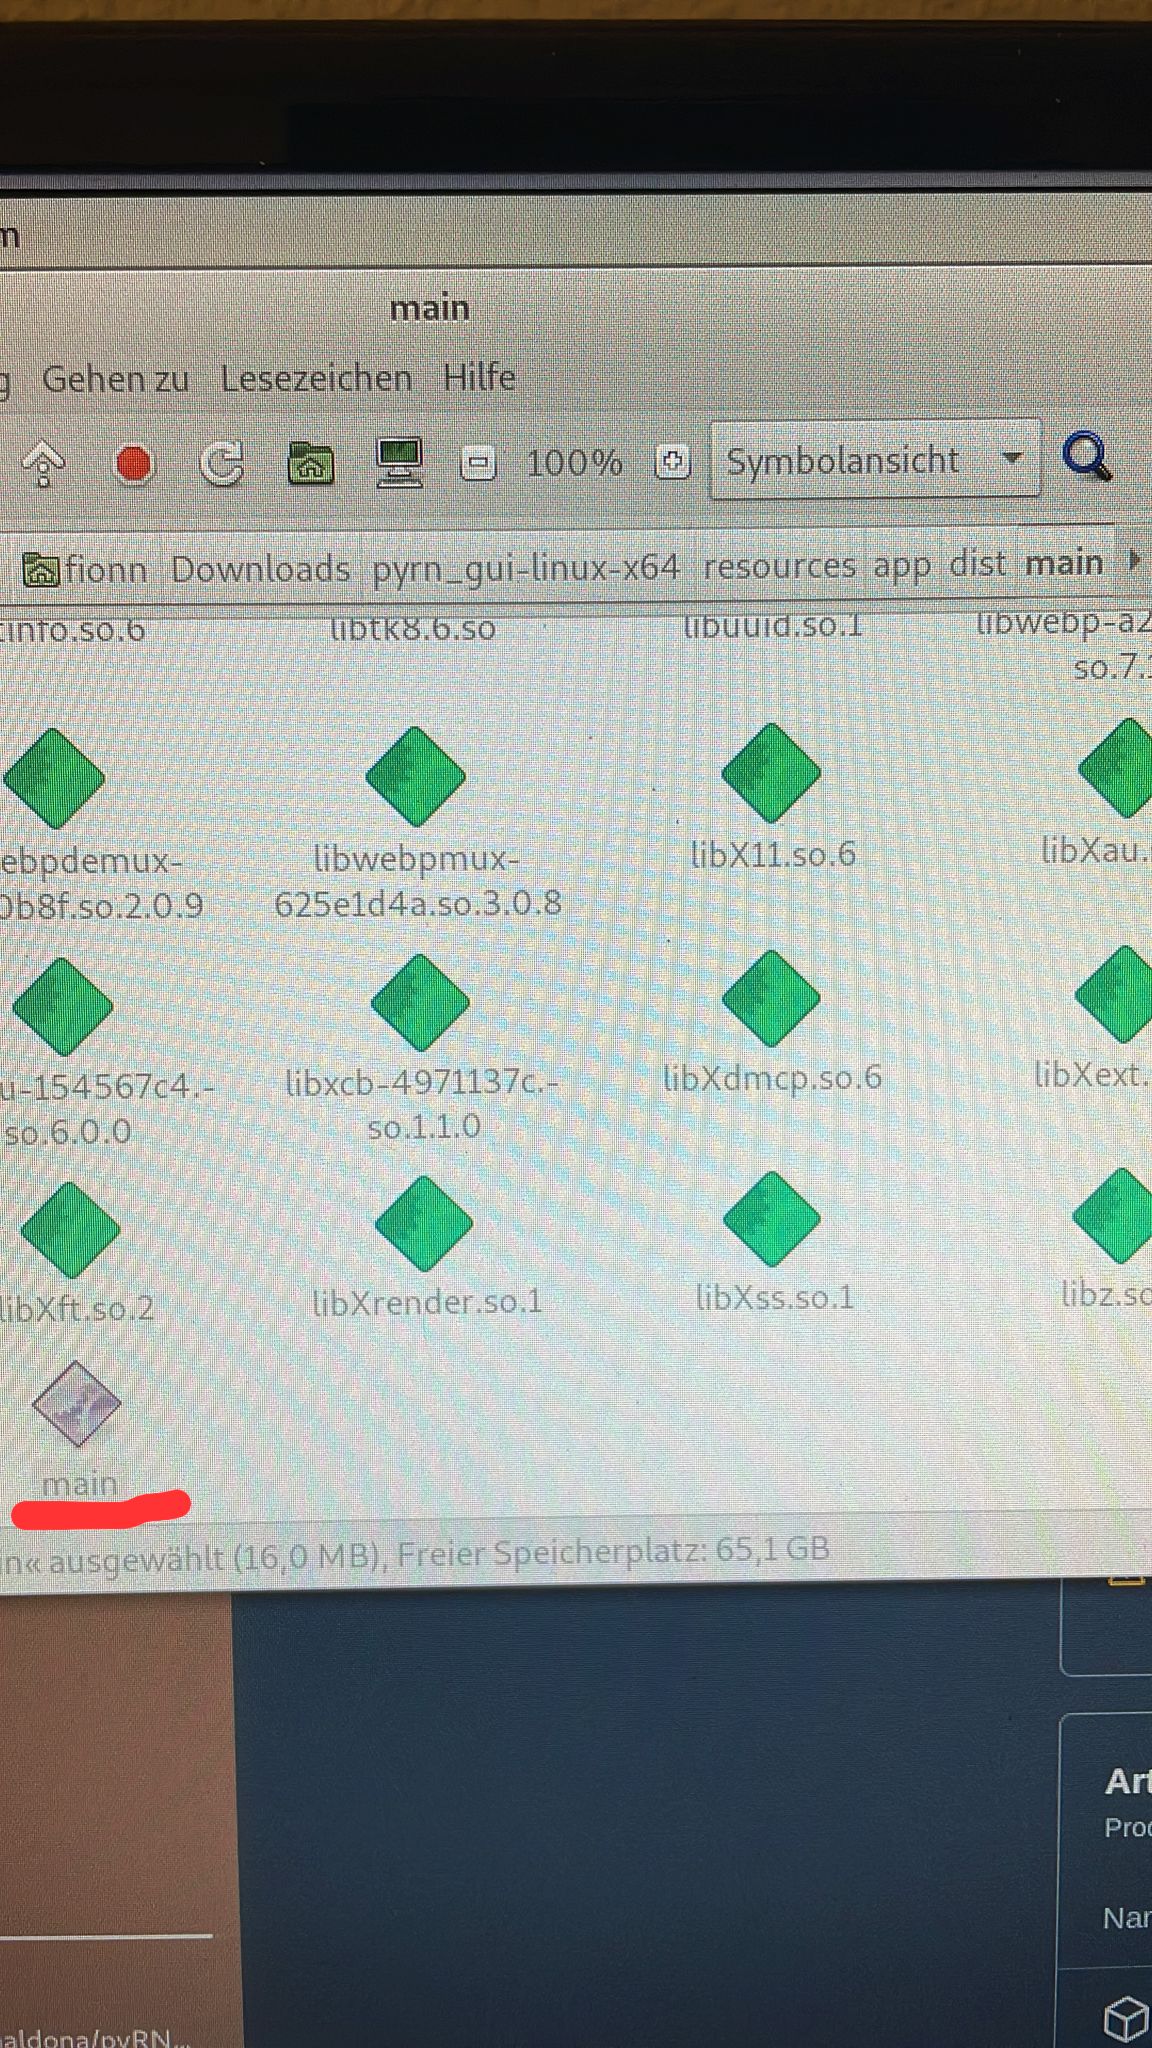 main
Gehen zu Lesezeichen Hilfe
100% Symbolansicht
fionn Downloads pyrn_gui-linux-x64 resources app dist main
tinfo.so.6 libtk8.6.so libuuid.so.1 libwebp-a2
so.7.
ebpdemux- libwebpmux- libX11.so.6 libXau.
0b8f.so.2.0.9 625e1d4a.so.3.0.8
u-154567c4.- libxcb-4971137c.- libXdmcp.so.6 libXext.
so.6.0.0 so.1.1.0
libXft.so.2 libXrender.so.1 libXss.so.1 libz.so
main
n« ausgewählt (16,0 MB), Freier Speicherplatz: 65,1 GB
Art
Prod
Nar
aldona/pyRN...